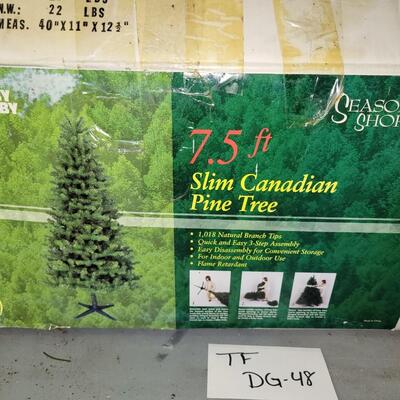 N.W.: 22 LBS
MEAS. 40"X11"X12½"
BY
SEASON
SHOP
7.5 ft
Slim Canadian
Pine Tree
• 1,018 Natural Branch Tips
• Quick and Easy 3-Step Assembly
• Easy Disassembly for Convenient Storage
• For Indoor and Outdoor Use
• Flame Retardant
TF
DG-48